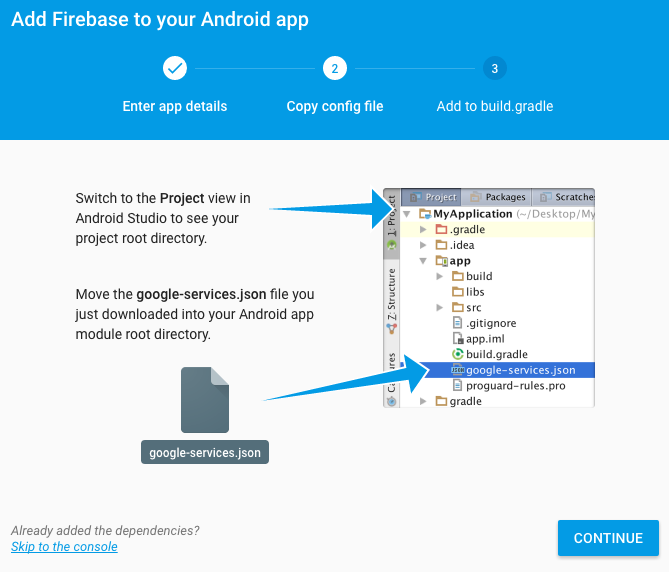 Add Firebase to your Android app
2
3
Enter app details
Copy config file
Add to build.gradle
Switch to the Project view in
Android Studio to see your
project root directory.
Move the google-services.json file you
just downloaded into your Android app
module root directory.
google-services.json
1: Project
Z: Structure
Project
Packages
Scratches
MyApplication (~/Desktop/My
.gradle
.idea
app
build
libs
src
.gitignore
app.iml
build.gradle
google-services.json
proguard-rules.pro
gradle
Already added the dependencies?
Skip to the console
CONTINUE